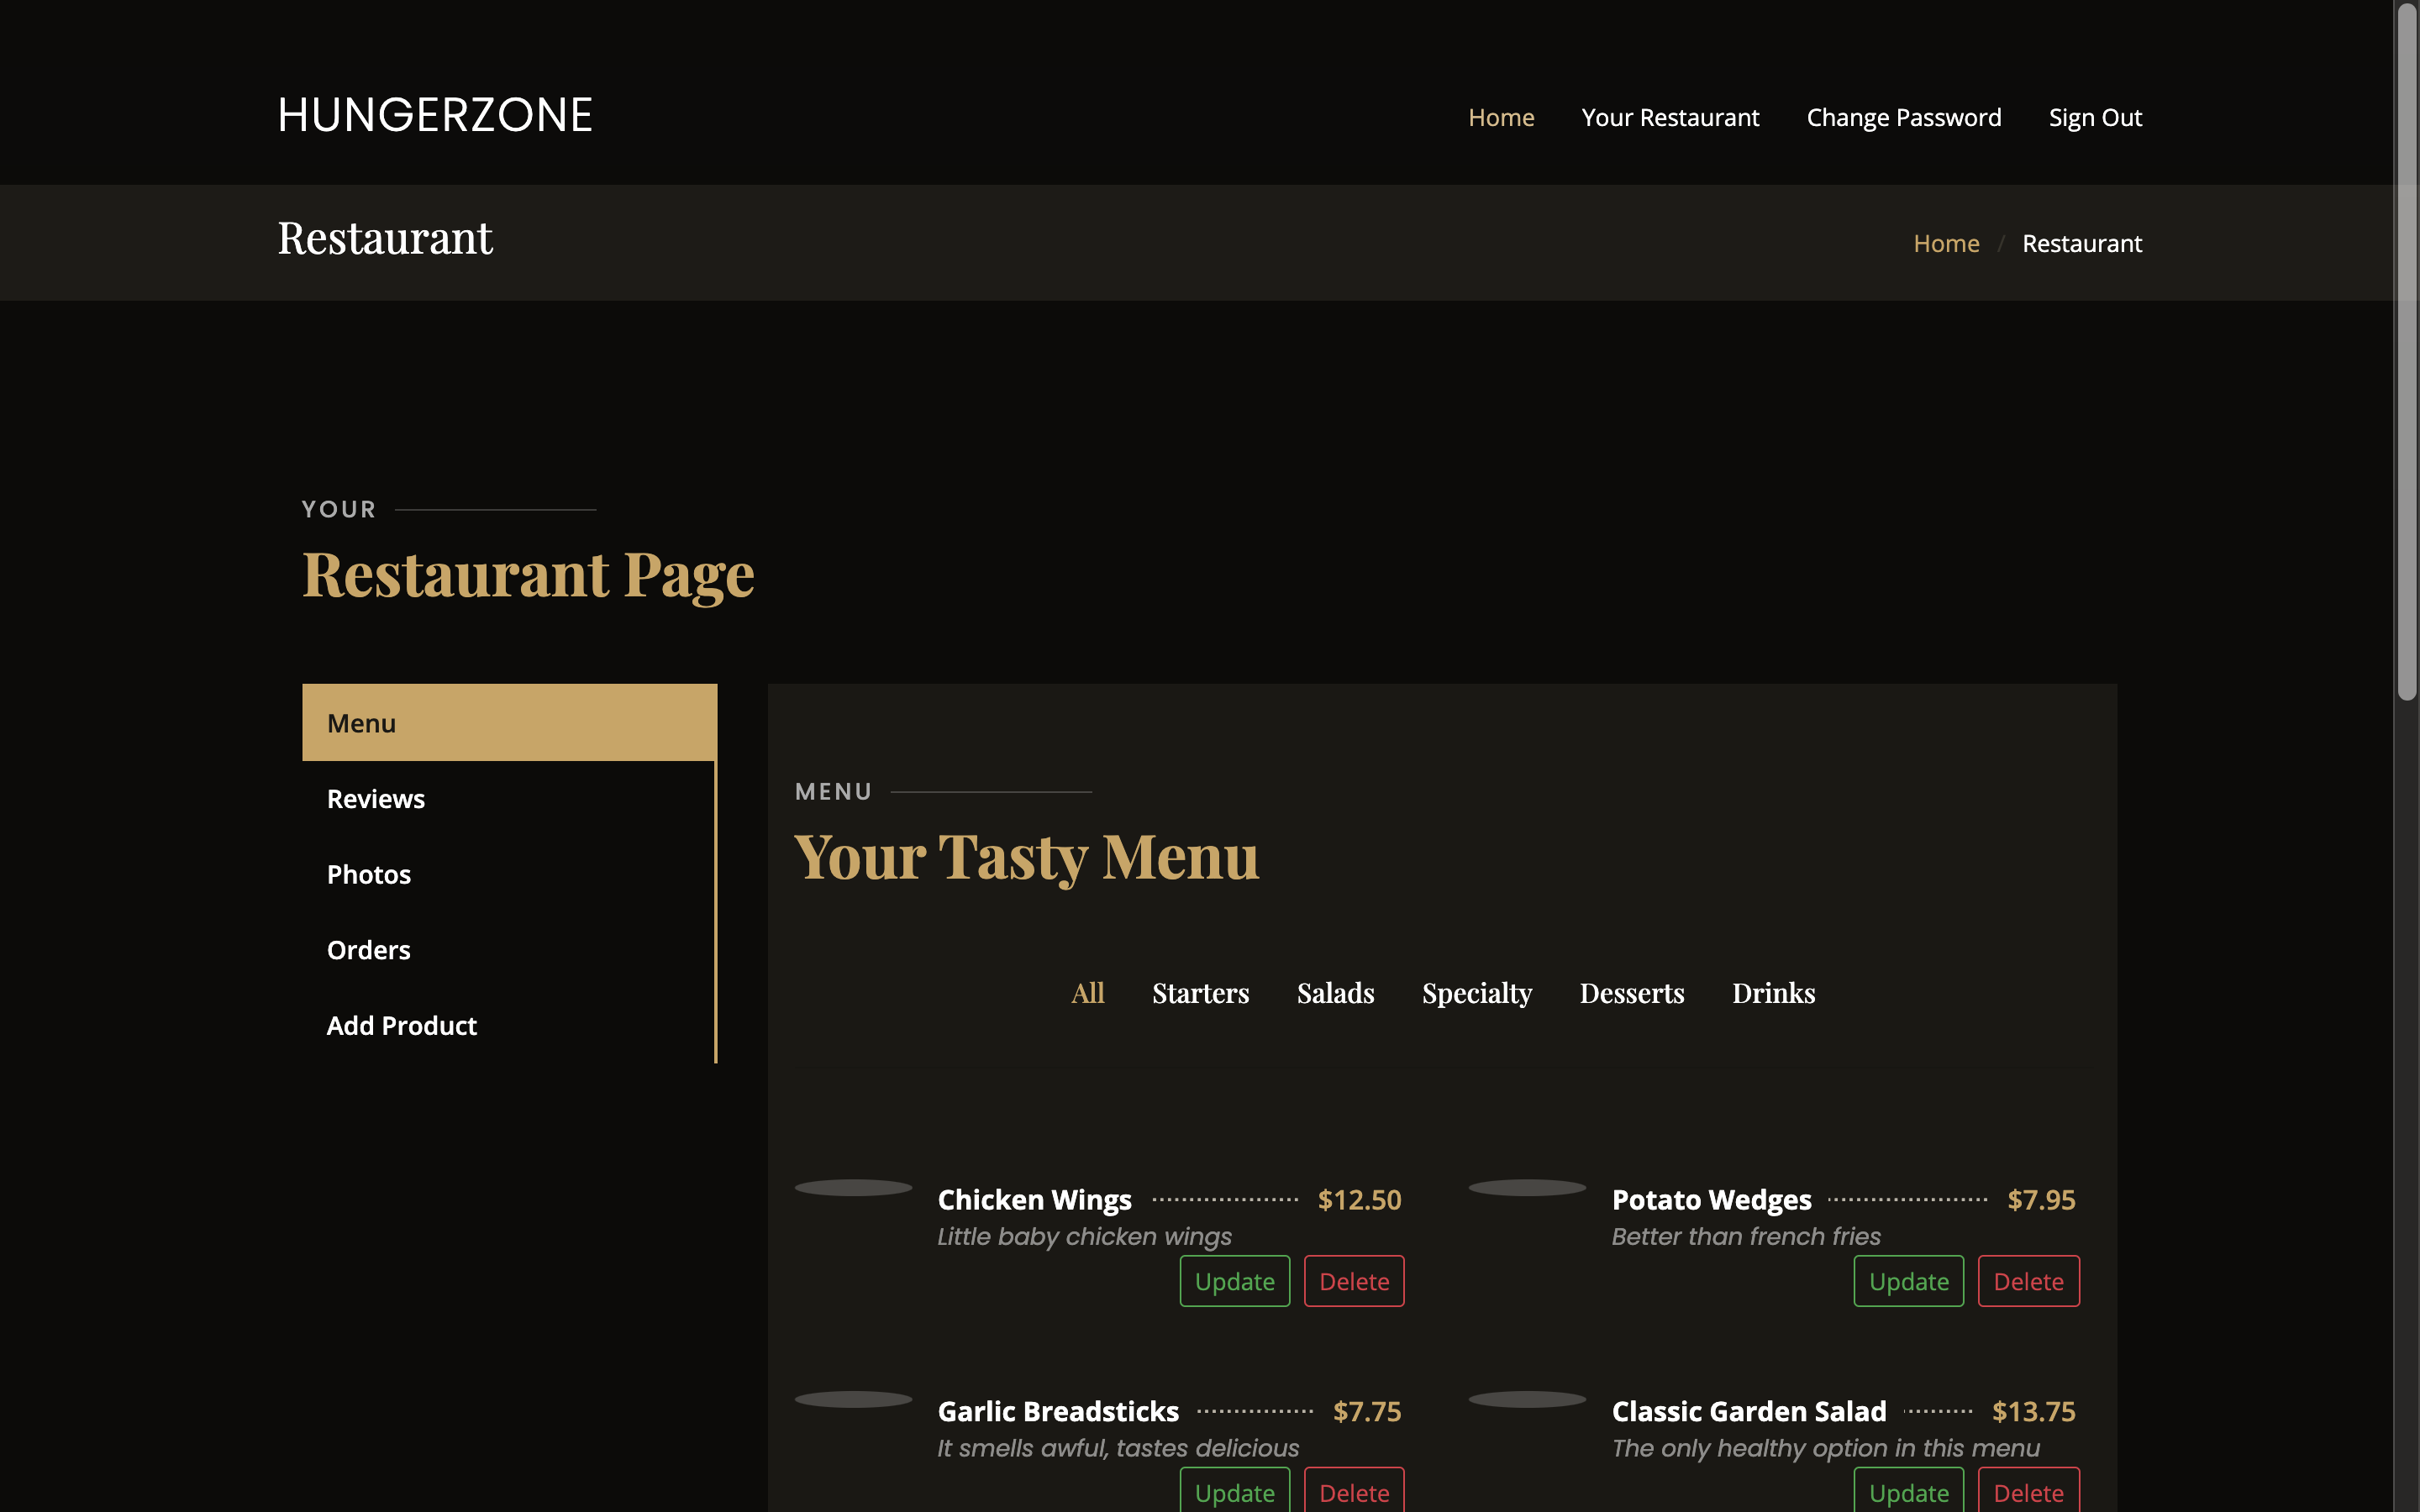 HUNGERZONE
Home Your Restaurant Change Password Sign Out
Restaurant
Home / Restaurant
YOUR
Restaurant Page
Menu
Reviews
Photos
Orders
Add Product
MENU
Your Tasty Menu
All Starters Salads Specialty Desserts Drinks
Chicken Wings $12.50
Little baby chicken wings
Update Delete
Potato Wedges $7.95
Better than french fries
Update Delete
Garlic Breadsticks $7.75
It smells awful, tastes delicious
Update Delete
Classic Garden Salad $13.75
The only healthy option in this menu
Update Delete